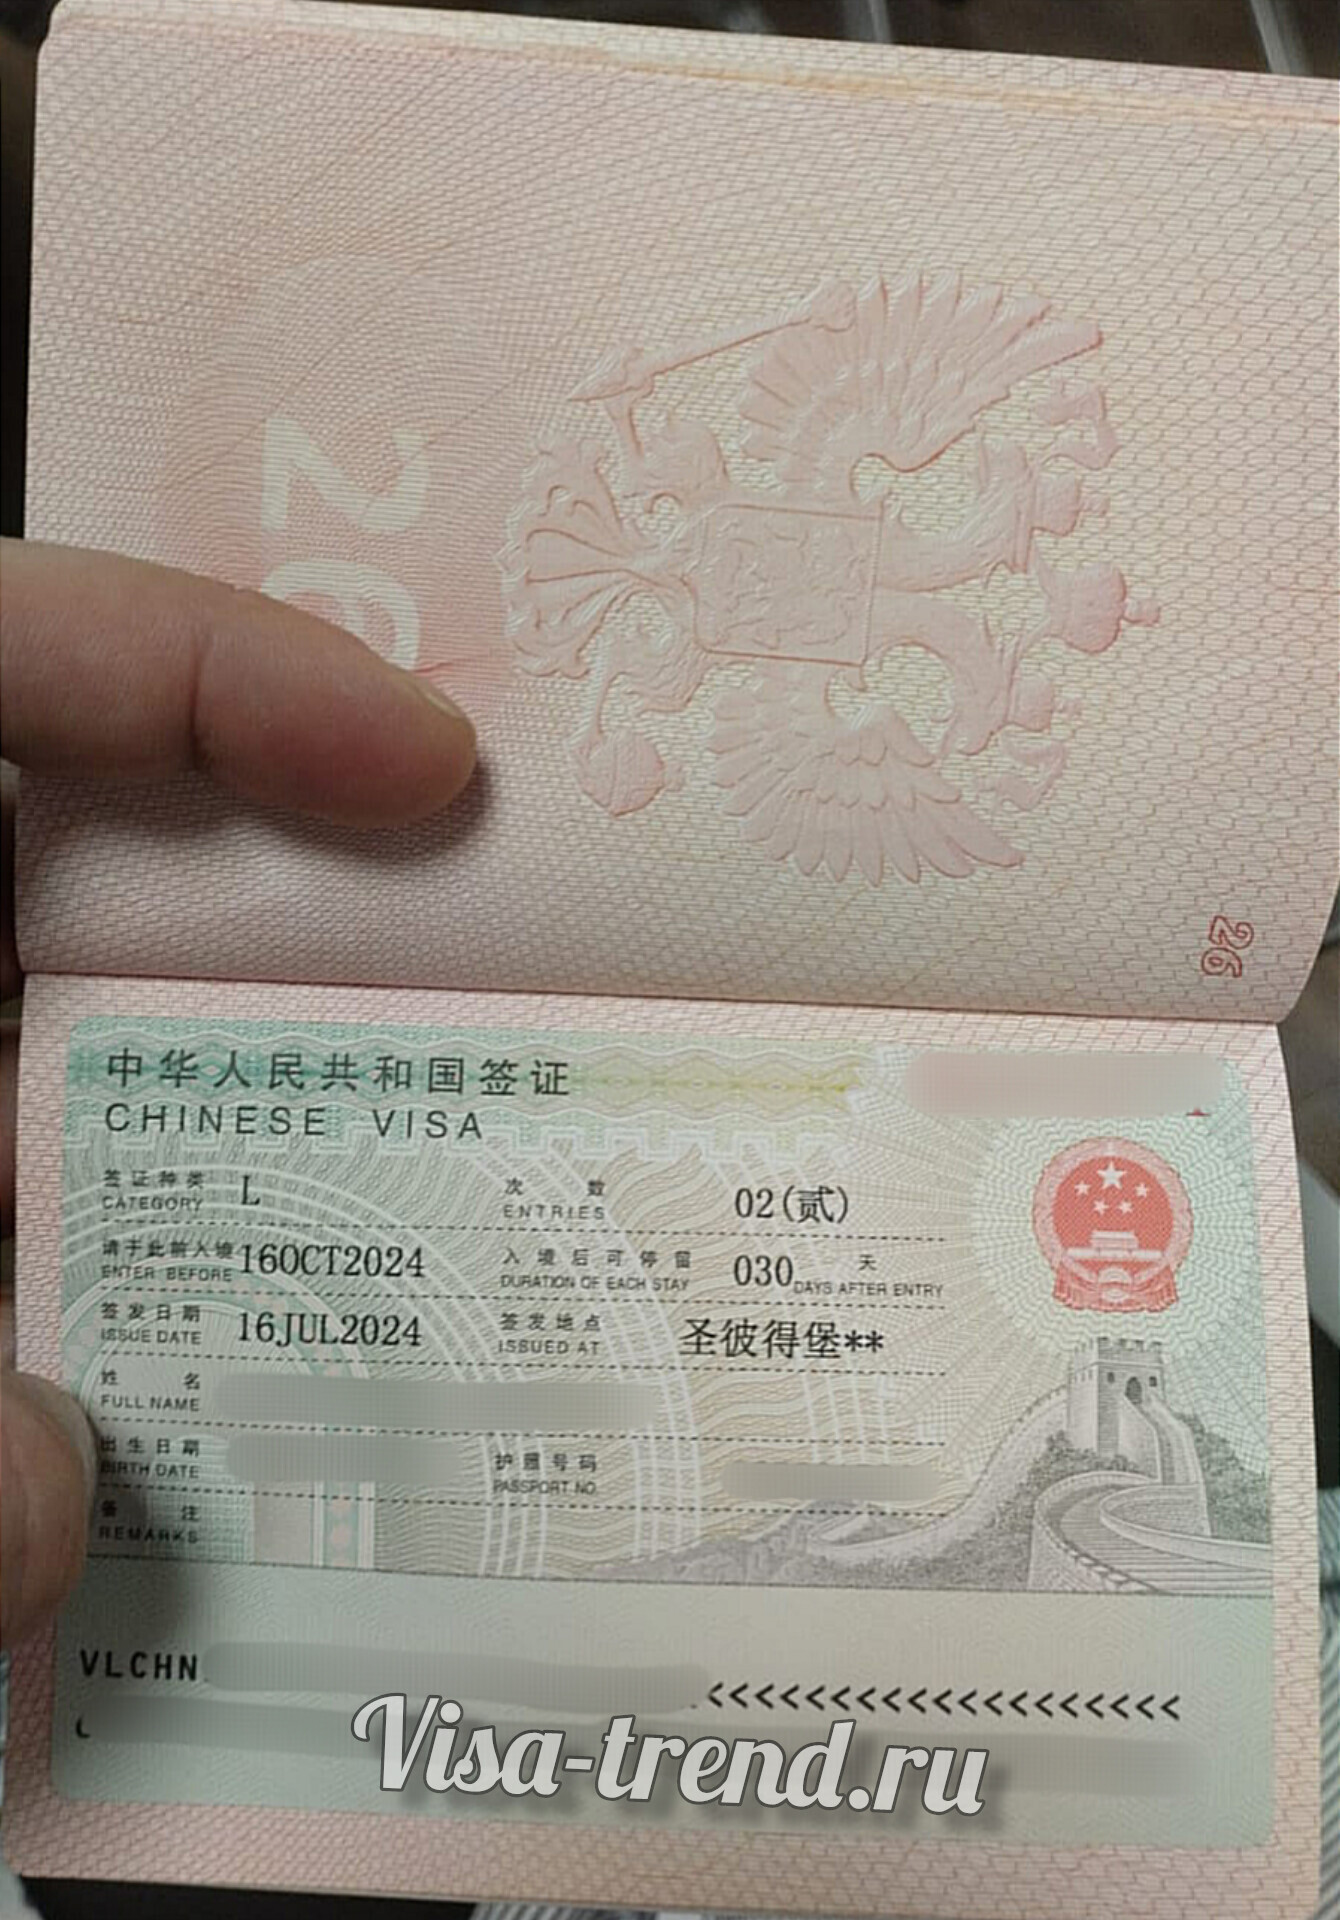 26
26
中华人民共和国签证
CHINESE VISA
签证种类
CATEGORY
L
次数
ENTRIES
02(贰)
请于此前入境
ENTER BEFORE
16OCT2024
入境后可停留
DURATION OF EACH STAY
030
天
DAYS AFTER ENTRY
签发日期
ISSUE DATE
16JUL2024
签发地点
ISSUED AT
圣彼得堡**
姓名
FULL NAME
出生日期
BIRTH DATE
护照号码
PASSPORT NO.
备注
REMARKS
VLCHN
<<<<<<<<<<<<<<<<<<<
Visa-trend.ru